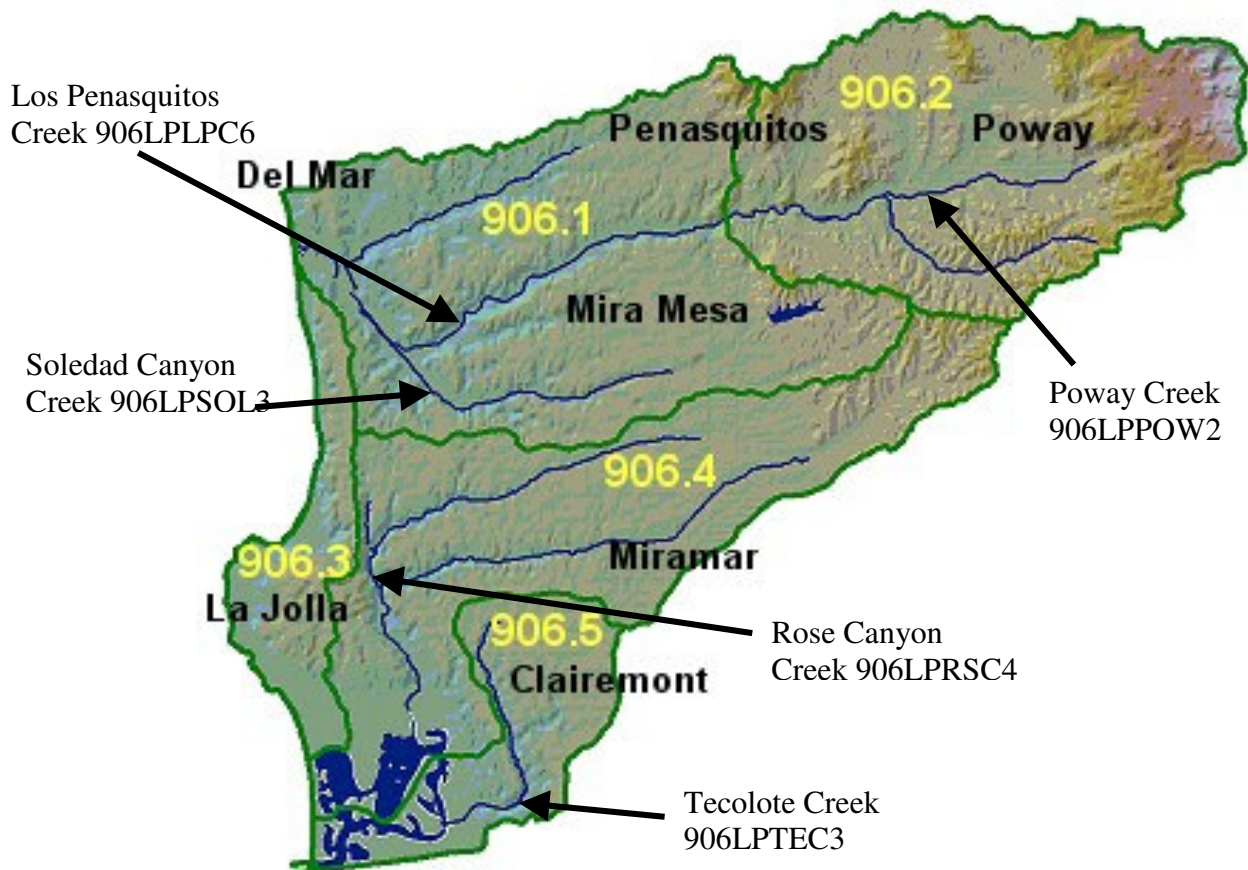 Los Penasquitos
Creek 906LPLPC6
906.2
Penasquitos
Poway
Del Mar
906.1
Mira Mesa
Soledad Canyon
Creek 906LPSOL3
Poway Creek
906LPPOW2
906.4
906.3
Miramar
La Jolla
906.5
Rose Canyon
Creek 906LPRSC4
Clairemont
Tecolote Creek
906LPTEC3